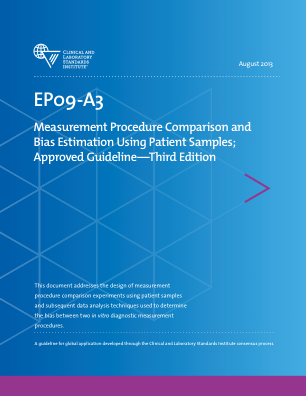 CLINICAL AND
LABORATORY
STANDARDS
INSTITUTE®
August 2013
EP09-A3
Measurement Procedure Comparison and
Bias Estimation Using Patient Samples;
Approved Guideline—Third Edition
This document addresses the design of measurement
procedure comparison experiments using patient samples
and subsequent data analysis techniques used to determine
the bias between two in vitro diagnostic measurement
procedures.
A guideline for global application developed through the Clinical and Laboratory Standards Institute consensus process.